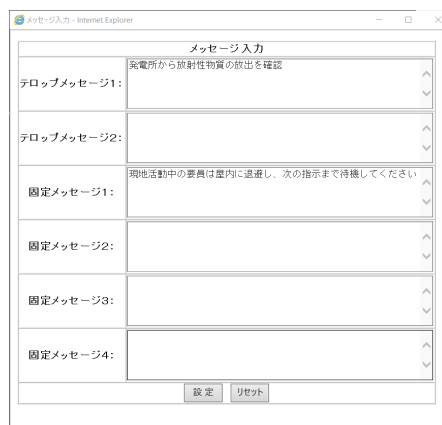 メッセージ入力 - Internet Explorer
メッセージ入力
テロップメッセージ1:
発電所から放射性物質の放出を確認
テロップメッセージ2:
固定メッセージ1:
現地活動中の要員は屋内に退避し、次の指示まで待機してください
固定メッセージ2:
固定メッセージ3:
固定メッセージ4:
設定 リセット